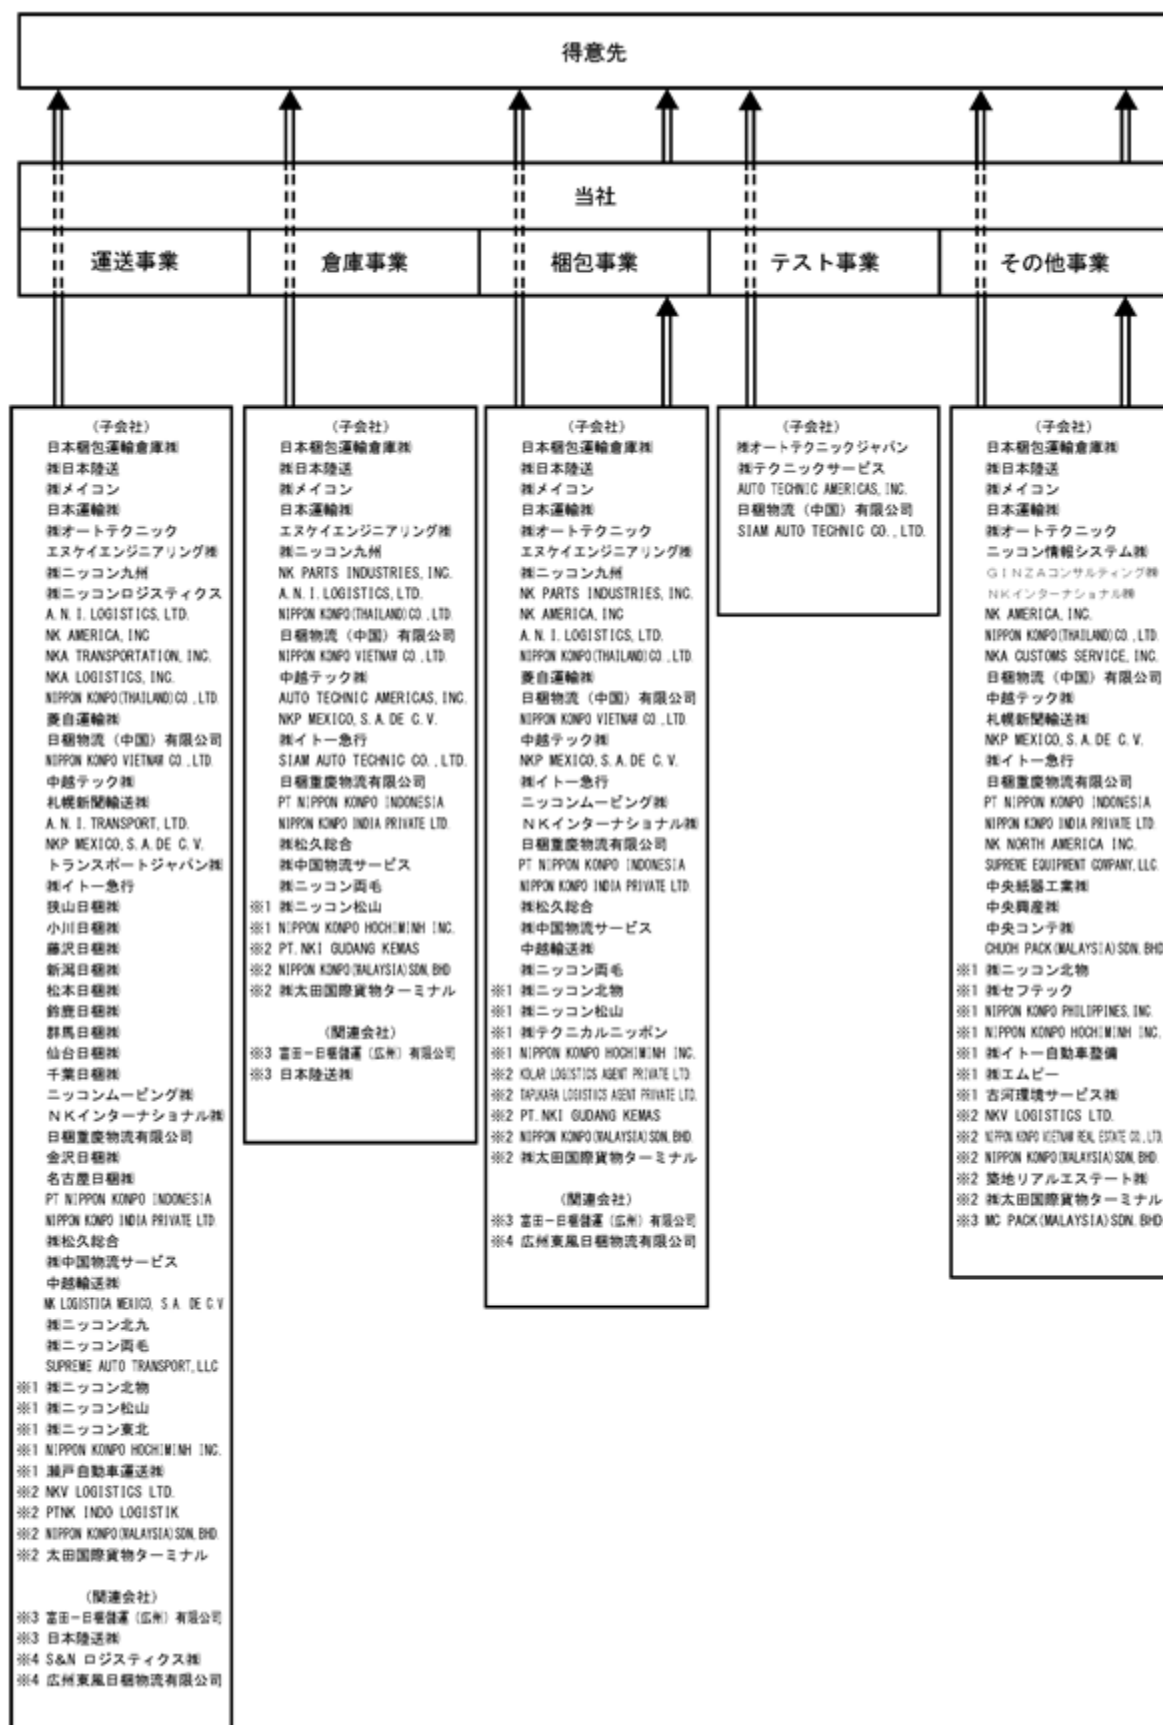 得意先
当社
運送事業
倉庫事業
梱包事業
テスト事業
その他事業
(子会社)
日本梱包運輸倉庫㈱
㈱日本陸送
㈱メイコン
日本運輸㈱
㈱オートテクニック
エヌケイエンジニアリング㈱
㈱ニッコン九州
㈱ニッコンロジスティクス
A.N.I.LOGISTICS,LTD.
NK AMERICA,INC
NKA TRANSPORTATION,INC.
NKA LOGISTICS,INC.
NIPPON KONPO(THAILAND)CO.,LTD.
菱自運輸㈱
日梱物流（中国）有限公司
NIPPON KONPO VIETNAM CO.,LTD.
中越テック㈱
札幌新聞輸送㈱
A.N.I.TRANSPORT,LTD.
NKP MEXICO,S.A.DE C.V.
トランスポートジャパン㈱
㈱イトー急行
狭山日梱㈱
小川日梱㈱
藤沢日梱㈱
新潟日梱㈱
松本日梱㈱
鈴鹿日梱㈱
群馬日梱㈱
仙台日梱㈱
千葉日梱㈱
ニッコンムービング㈱
ＮＫインターナショナル㈱
日梱重慶物流有限公司
金沢日梱㈱
名古屋日梱㈱
PT NIPPON KONPO INDONESIA
NIPPON KONPO INDIA PRIVATE LTD.
㈱松久総合
㈱中国物流サービス
中越輸送㈱
NK LOGISTICA MEXICO, S.A. DE C.V
㈱ニッコン北九
㈱ニッコン両毛
SUPREME AUTO TRANSPORT,LLC
※1 ㈱ニッコン北物
※1 ㈱ニッコン松山
※1 ㈱ニッコン東北
※1 NIPPON KONPO HOCHIMINH INC.
※1 瀬戸自動車運送㈱
※2 NKV LOGISTICS LTD.
※2 PTNK INDO LOGISTIK
※2 NIPPON KONPO(MALAYSIA)SDN.BHD.
※2 太田国際貨物ターミナル
(関連会社)
※3 富田－日梱儲運（広州）有限公司
※3 日本陸送㈱
※4 S&N ロジスティクス㈱
※4 広州東風日梱物流有限公司
(子会社)
日本梱包運輸倉庫㈱
㈱日本陸送
㈱メイコン
日本運輸㈱
エヌケイエンジニアリング㈱
㈱ニッコン九州
NK PARTS INDUSTRIES,INC.
A.N.I.LOGISTICS,LTD.
NIPPON KONPO(THAILAND)CO.,LTD.
日梱物流（中国）有限公司
NIPPON KONPO VIETNAM CO.,LTD.
中越テック㈱
AUTO TECHNIC AMERICAS,INC.
NKP MEXICO,S.A.DE C.V.
㈱イトー急行
SIAM AUTO TECHNIC CO.,LTD.
日梱重慶物流有限公司
PT NIPPON KONPO INDONESIA
NIPPON KONPO INDIA PRIVATE LTD.
㈱松久総合
㈱中国物流サービス
㈱ニッコン両毛
※1 ㈱ニッコン松山
※1 NIPPON KONPO HOCHIMINH INC.
※2 PT.NKI GUDANG KEMAS
※2 NIPPON KONPO(MALAYSIA)SDN.BHD
※2 ㈱太田国際貨物ターミナル
(関連会社)
※3 富田－日梱儲運（広州）有限公司
※3 日本陸送㈱
(子会社)
日本梱包運輸倉庫㈱
㈱日本陸送
㈱メイコン
日本運輸㈱
㈱オートテクニック
エヌケイエンジニアリング㈱
㈱ニッコン九州
NK PARTS INDUSTRIES,INC.
NK AMERICA,INC
A.N.I.LOGISTICS,LTD.
NIPPON KONPO(THAILAND)CO.,LTD.
菱自運輸㈱
日梱物流（中国）有限公司
NIPPON KONPO VIETNAM CO.,LTD.
中越テック㈱
NKP MEXICO,S.A.DE C.V.
㈱イトー急行
ニッコンムービング㈱
ＮＫインターナショナル㈱
日梱重慶物流有限公司
PT NIPPON KONPO INDONESIA
NIPPON KONPO INDIA PRIVATE LTD.
㈱松久総合
㈱中国物流サービス
中越輸送㈱
㈱ニッコン両毛
※1 ㈱ニッコン北物
※1 ㈱ニッコン松山
※1 ㈱テクニカルニッポン
※1 NIPPON KONPO HOCHIMINH INC.
※2 KOLAR LOGISTICS AGENT PRIVATE LTD.
※2 TAPUKARA LOGISTICS AGENT PRIVATE LTD.
※2 PT.NKI GUDANG KEMAS
※2 NIPPON KONPO(MALAYSIA)SDN.BHD.
※2 ㈱太田国際貨物ターミナル
(関連会社)
※3 富田－日梱儲運（広州）有限公司
※4 広州東風日梱物流有限公司
(子会社)
㈱オートテクニックジャパン
㈱テクニックサービス
AUTO TECHNIC AMERICAS,INC.
日梱物流（中国）有限公司
SIAM AUTO TECHNIC CO.,LTD.
(子会社)
日本梱包運輸倉庫㈱
㈱日本陸送
㈱メイコン
日本運輸㈱
㈱オートテクニック
ニッコン情報システム㈱
ＧＩＮＺＡコンサルティング㈱
ＮＫインターナショナル㈱
NK AMERICA,INC.
NIPPON KONPO(THAILAND)CO.,LTD.
NKA CUSTOMS SERVICE,INC.
日梱物流（中国）有限公司
中越テック㈱
札幌新聞輸送㈱
NKP MEXICO,S.A.DE C.V.
㈱イトー急行
日梱重慶物流有限公司
PT NIPPON KONPO INDONESIA
NIPPON KONPO INDIA PRIVATE LTD.
NK NORTH AMERICA INC.
SUPREME EQUIPMENT COMPANY,LLC.
中央紙器工業㈱
中央興産㈱
中央コンテ㈱
CHUOH PACK(MALAYSIA)SDN.BHD
※1 ㈱ニッコン北物
※1 ㈱セフテック
※1 NIPPON KONPO PHILIPPINES,INC.
※1 NIPPON KONPO HOCHIMINH INC.
※1 ㈱イトー自動車整備
※1 ㈱エムビー
※1 古河環境サービス㈱
※2 NKV LOGISTICS LTD.
※2 NIPPON KONPO VIETNAM REAL ESTATE CO.,LTD.
※2 NIPPON KONPO(MALAYSIA)SDN.BHD.
※2 築地リアルエステート㈱
※2 ㈱太田国際貨物ターミナル
※3 MC PACK(MALAYSIA)SDN.BHD